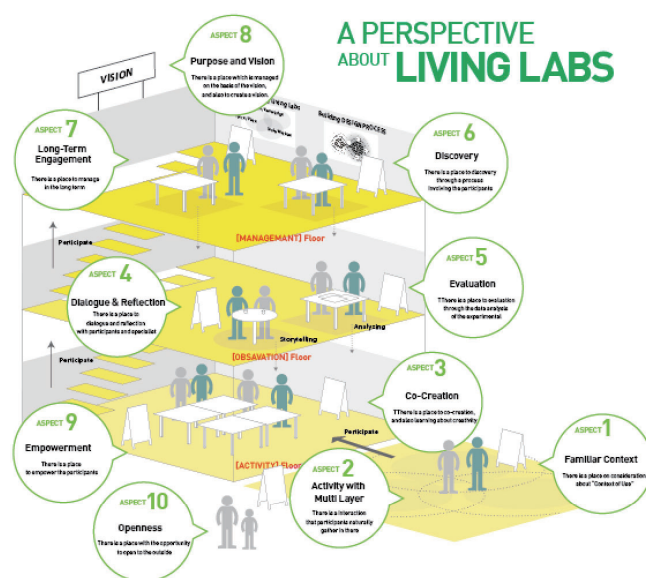 A PERSPECTIVE
ABOUT LIVING LABS
VISION
ASPECT 8
Purpose and Vision
There is a place which is managed
on the basis of the vision,
and also to create a vision.
ASPECT 7
Long-Term
Engagement
There is a place to manage
in the long term
Living Labs
Building DESIGN PROCESS
ASPECT 6
Discovery
There is a place to discovery
through a process
involving the participants
Participate
[MANAGEMANT] Floor
ASPECT 4
Dialogue & Reflection
There is a place to
dialogue and reflection
with participants and specialist
ASPECT 5
Evaluation
TThere is a place to evaluation
through the data analysis
of the experimental
Storytelling
Analyzing
Participate
[OBSAVATION] Floor
ASPECT 3
Co-Creation
TThere is a place to co-creation,
and also learning about creativity
ASPECT 9
Empowerment
There is a place
to empower the participants
Participate
ASPECT 1
Familiar Context
There is place on consideration
about "Context of Use"
[ACTIVITY] Floor
ASPECT 2
Activity with
Multi Layer
There is a interaction
that participants naturally
gather in there
ASPECT 10
Openness
There is a place with the opportunity
to open to the outside